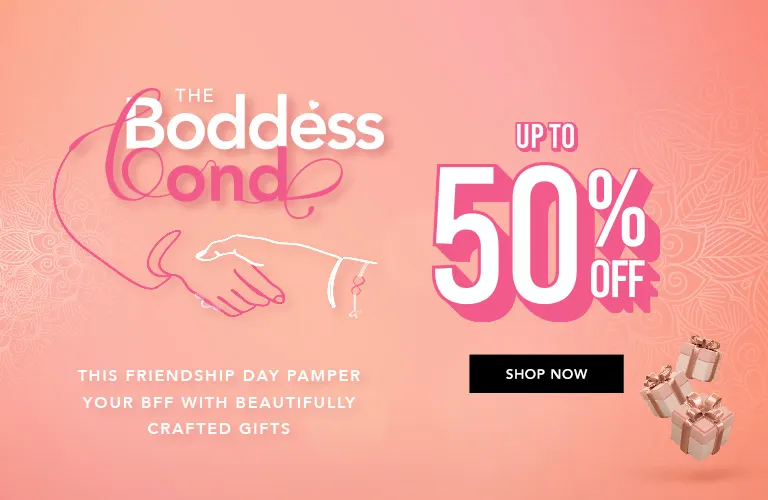 THE
Boddess
Bond
UP TO
50% OFF
SHOP NOW
THIS FRIENDSHIP DAY PAMPER
YOUR BFF WITH BEAUTIFULLY
CRAFTED GIFTS